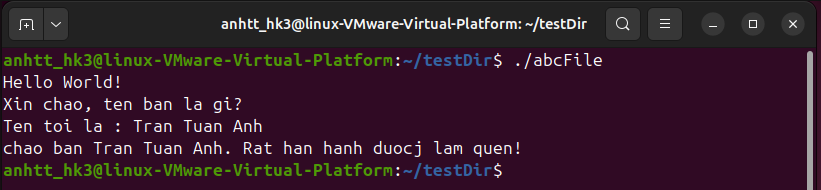 anhtt_hk3@linux-VMware-Virtual-Platform: ~/testDir
anhtt_hk3@linux-VMware-Virtual-Platform:~/testDir$ ./abcFile
Hello World!
Xin chao, ten ban la gi?
Ten toi la : Tran Tuan Anh
chao ban Tran Tuan Anh. Rat han hanh duocj lam quen!
anhtt_hk3@linux-VMware-Virtual-Platform:~/testDir$